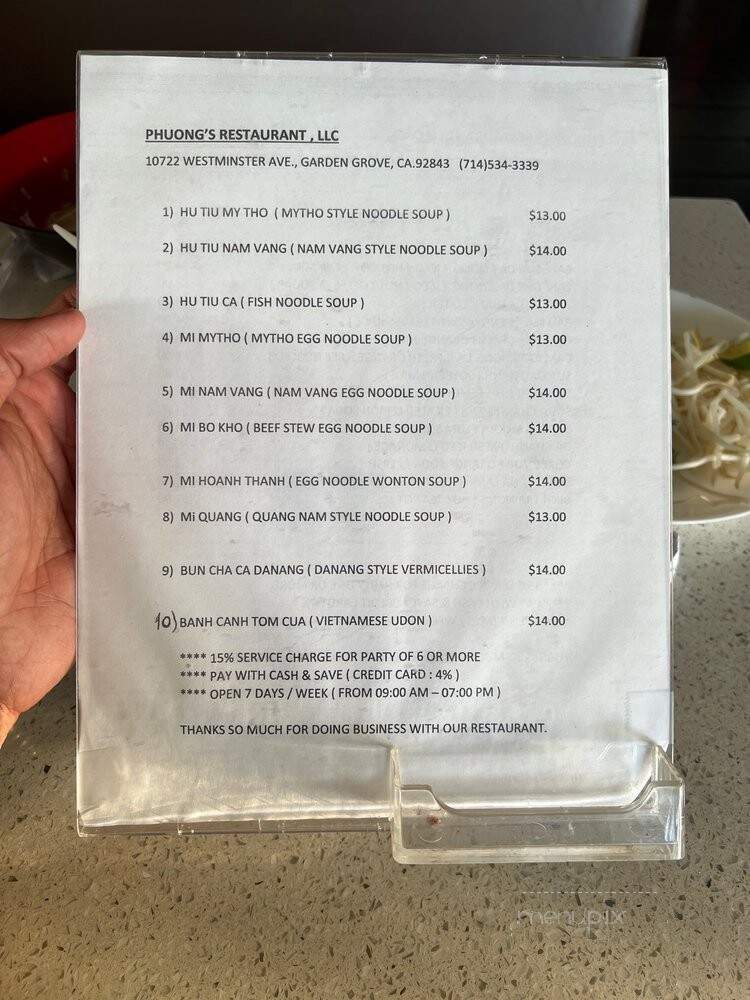 PHUONG'S RESTAURANT , LLC
10722 WESTMINSTER AVE., GARDEN GROVE, CA.92843 (714)534-3339
1) HU TIU MY THO ( MYTHO STYLE NOODLE SOUP ) $13.00
2) HU TIU NAM VANG ( NAM VANG STYLE NOODLE SOUP ) $14.00
3) HU TIU CA ( FISH NOODLE SOUP ) $13.00
4) MI MYTHO ( MYTHO EGG NOODLE SOUP ) $13.00
5) MI NAM VANG ( NAM VANG EGG NOODLE SOUP ) $14.00
6) MI BO KHO ( BEEF STEW EGG NOODLE SOUP ) $14.00
7) MI HOANH THANH ( EGG NOODLE WONTON SOUP ) $14.00
8) Mi QUANG ( QUANG NAM STYLE NOODLE SOUP ) $13.00
9) BUN CHA CA DANANG ( DANANG STYLE VERMICELLIES ) $14.00
10) BANH CANH TOM CUA ( VIETNAMESE UDON ) $14.00
**** 15% SERVICE CHARGE FOR PARTY OF 6 OR MORE
**** PAY WITH CASH & SAVE ( CREDIT CARD : 4% )
**** OPEN 7 DAYS / WEEK ( FROM 09:00 AM – 07:00 PM )
THANKS SO MUCH FOR DOING BUSINESS WITH OUR RESTAURANT.
menupix